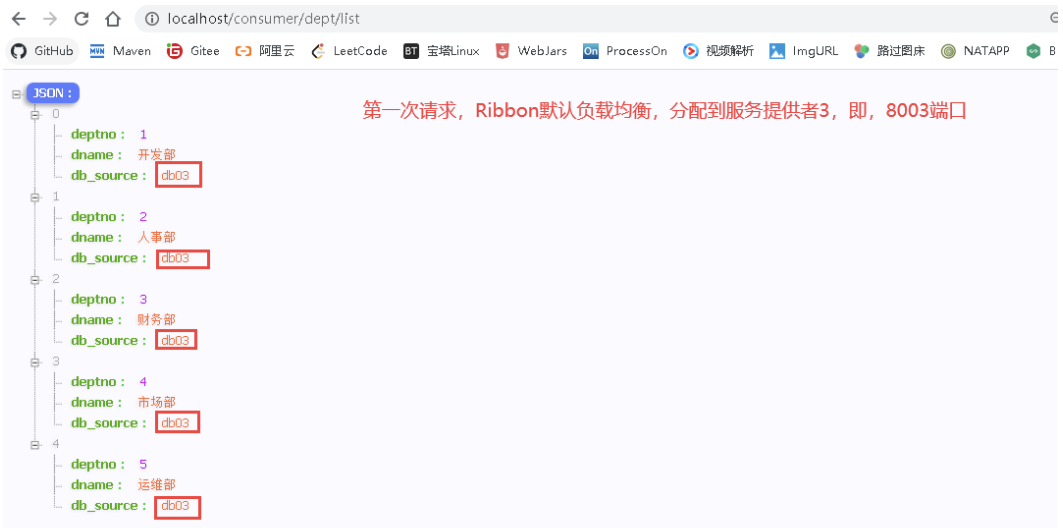 localhost/consumer/dept/list
GitHub Maven Gitee 阿里云 LeetCode 宝塔Linux WebJars ProcessOn 视频解析 ImgURL 路过图床 NATAPP B
JSON :
第一次请求，Ribbon默认负载均衡，分配到服务提供者3，即，8003端口
0
deptno : 1
dname : 开发部
db_source : db03
1
deptno : 2
dname : 人事部
db_source : db03
2
deptno : 3
dname : 财务部
db_source : db03
3
deptno : 4
dname : 市场部
db_source : db03
4
deptno : 5
dname : 运维部
db_source : db03